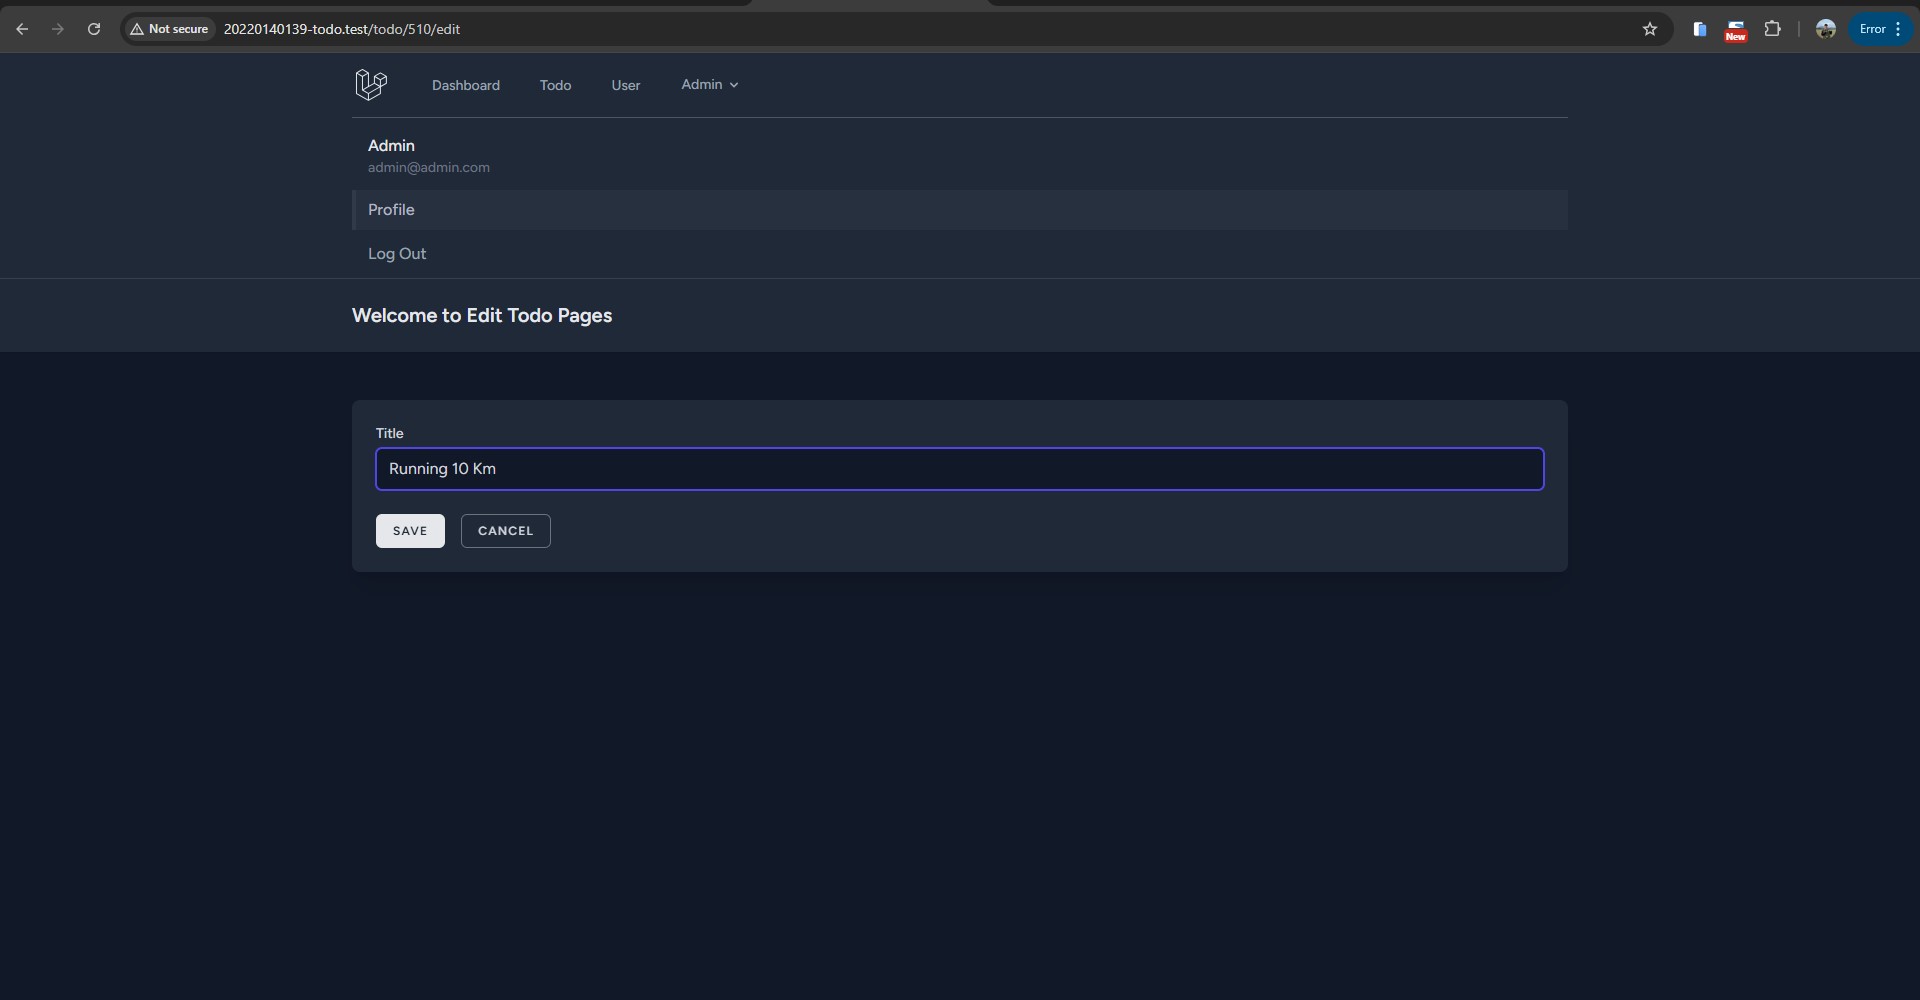 Not secure 20220140139-todo.test/todo/510/edit New Error
Dashboard Todo User Admin
Admin
admin@admin.com
Profile
Log Out
Welcome to Edit Todo Pages
Title
Running 10 Km
SAVE CANCEL